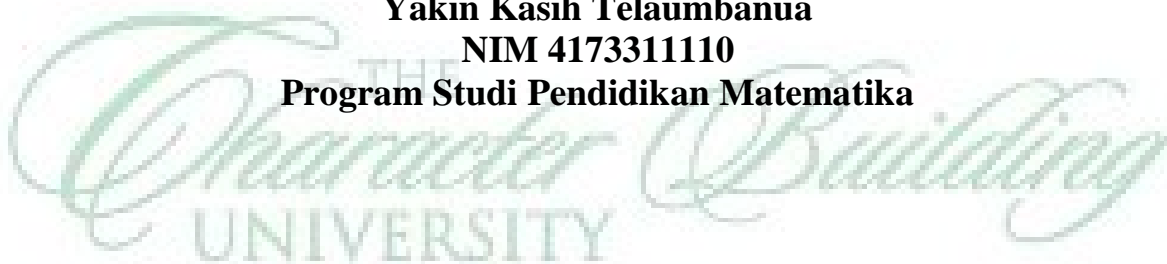 Yakin Kasih Telaumbanua
NIM 4173311110
THE
Program Studi Pendidikan Matematika
Character Building
UNIVERSITY